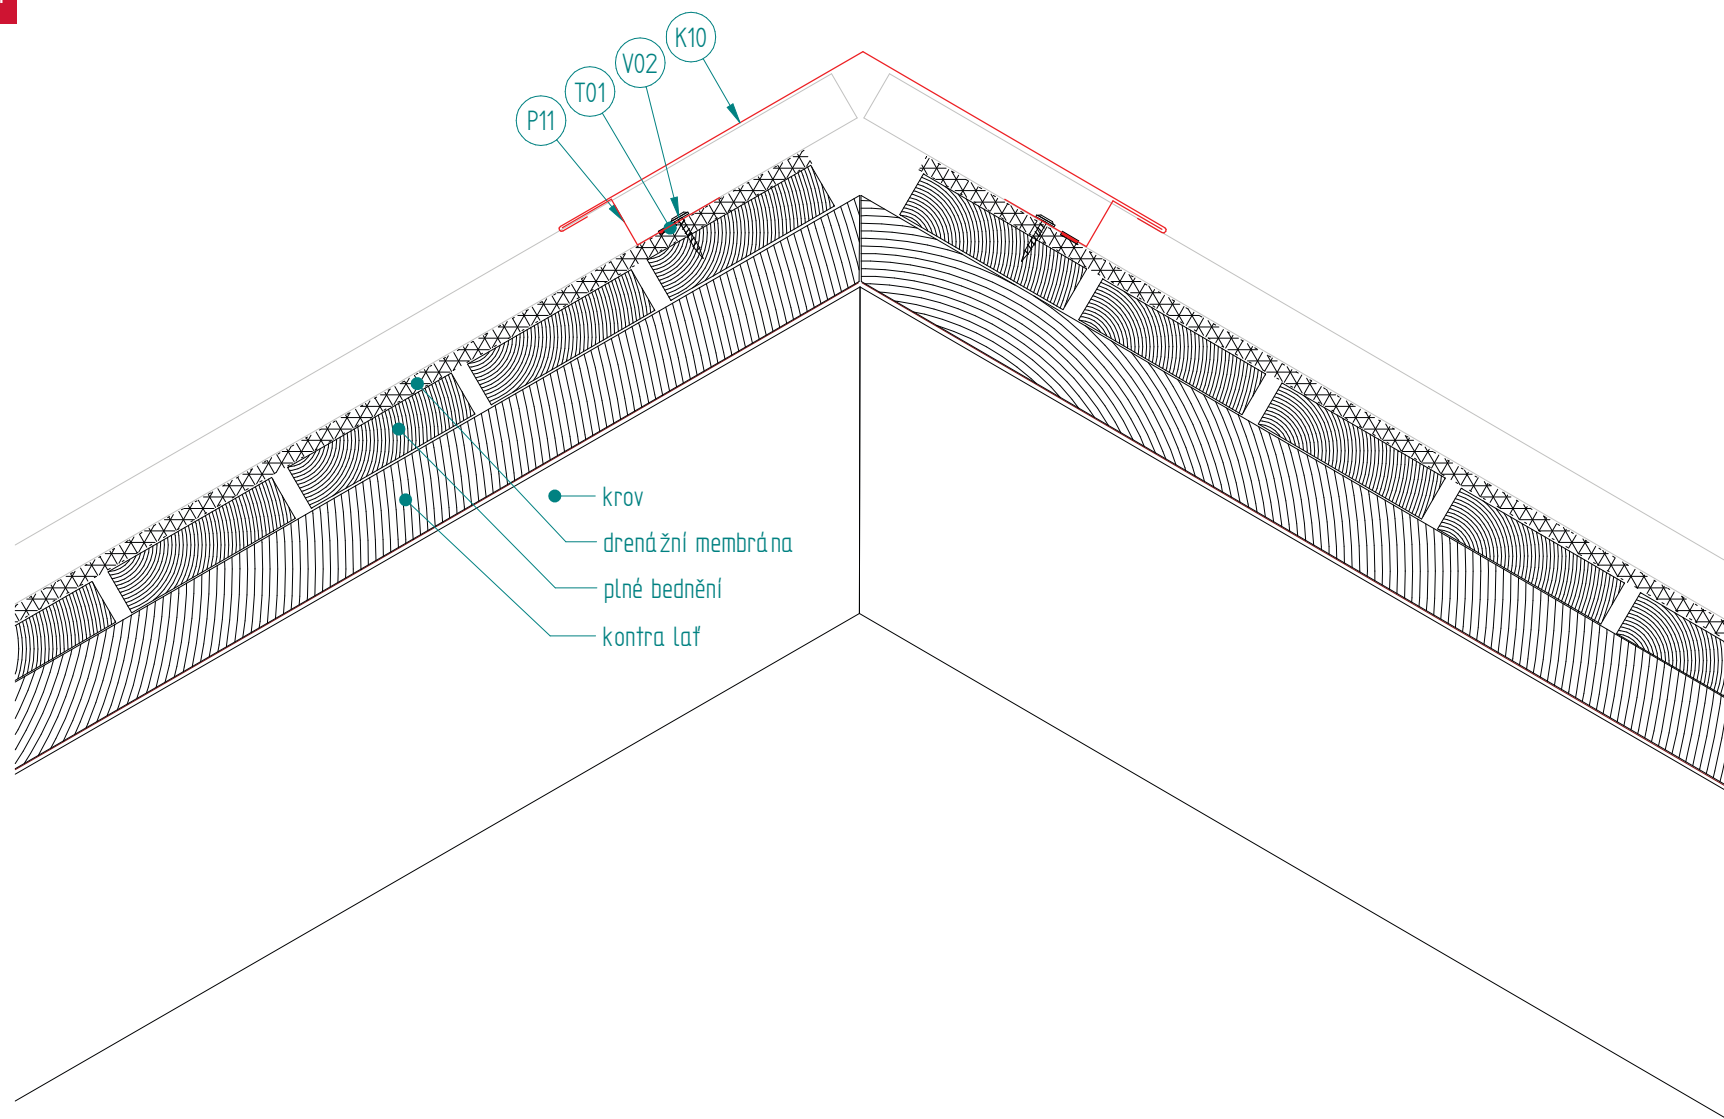 K10
V02
T01
P11
krov
drenážní membrána
plné bednění
kontra lať